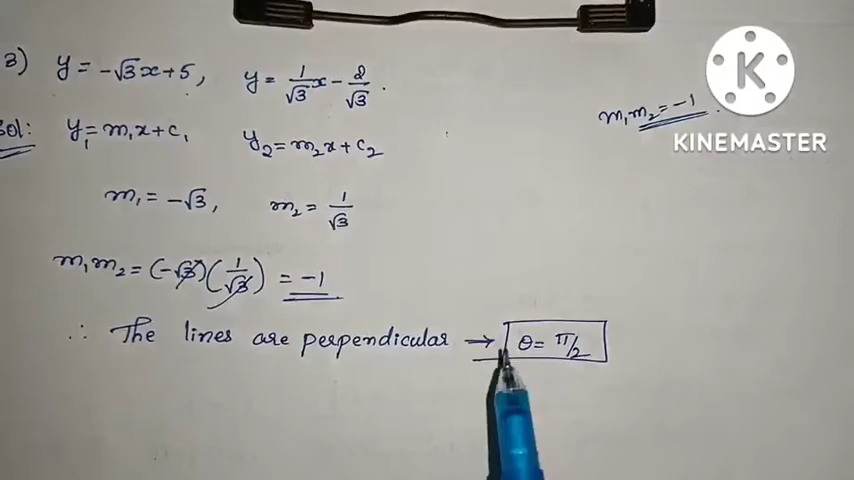 3) y = -√3x+5, y = 1/√3 x - 2/√3 .
m₁m₂ = -1
KINEMASTER
Sol: y₁ = m₁x + c₁ y₂ = m₂x + c₂
m₁ = -√3, m₂ = 1/√3
m₁m₂ = (-√3)(1/√3) = -1
∴ The lines are perpendicular → θ = π/2